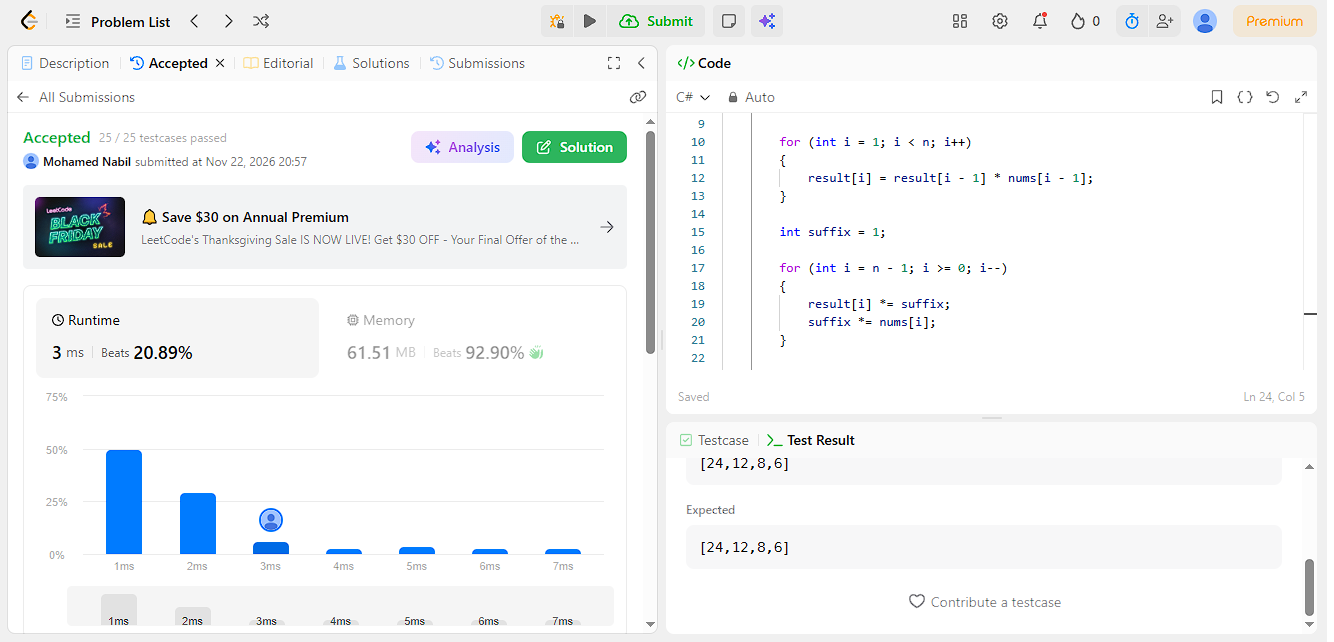 Problem List
Submit
0
Premium
Description
Accepted
Editorial
Solutions
Submissions
All Submissions
Accepted 25 / 25 testcases passed
Mohamed Nabil submitted at Nov 22, 2026 20:57
Analysis
Solution
LeetCode
BLACK
FRIDAY
SALE
Save $30 on Annual Premium
LeetCode's Thanksgiving Sale IS NOW LIVE! Get $30 OFF - Your Final Offer of the ...
Runtime
3 ms | Beats 20.89%
Memory
61.51 MB | Beats 92.90%
75%
50%
25%
0%
1ms 2ms 3ms 4ms 5ms 6ms 7ms
1ms 2ms 3ms 4ms 5ms 6ms 7ms
</> Code
C# Auto
9
10 for (int i = 1; i < n; i++)
11 {
12 result[i] = result[i - 1] * nums[i - 1];
13 }
14
15 int suffix = 1;
16
17 for (int i = n - 1; i >= 0; i--)
18 {
19 result[i] *= suffix;
20 suffix *= nums[i];
21 }
22
Saved
Ln 24, Col 5
Testcase
>_ Test Result
[24,12,8,6]
Expected
[24,12,8,6]
Contribute a testcase